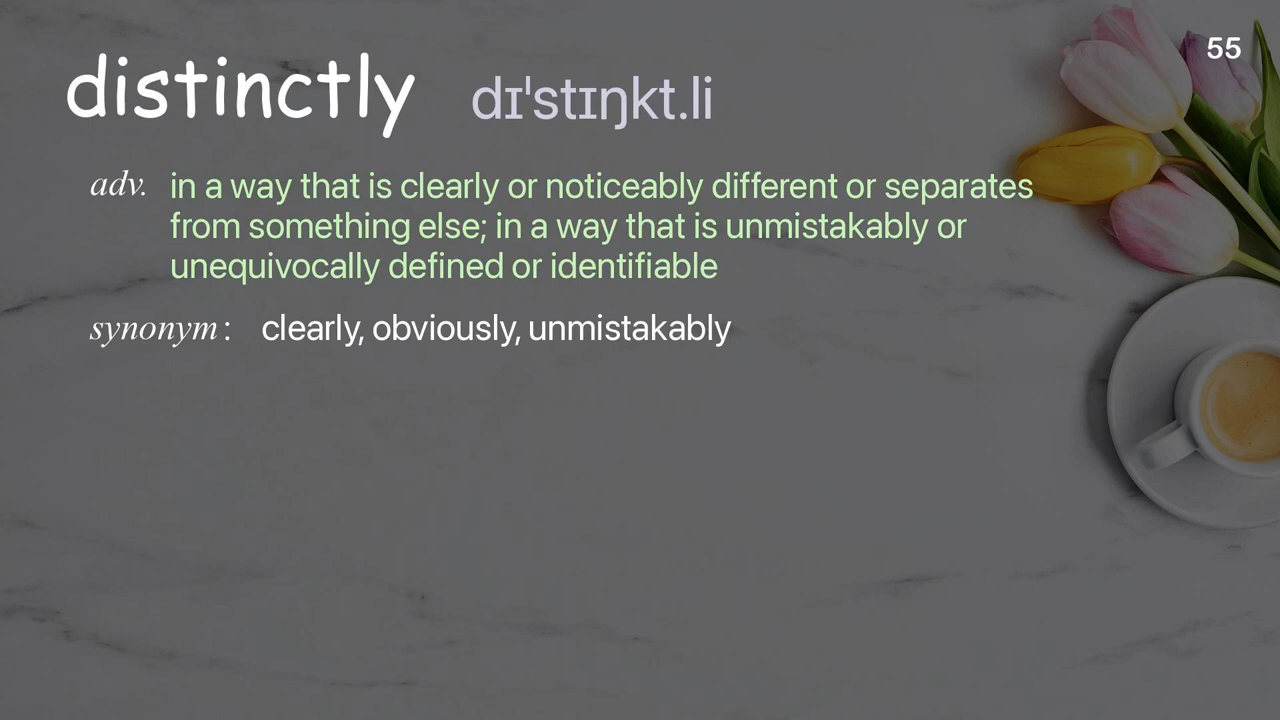 55
distinctly dɪˈstɪŋkt.li
adv. in a way that is clearly or noticeably different or separates
from something else; in a way that is unmistakably or
unequivocally defined or identifiable
synonym: clearly, obviously, unmistakably